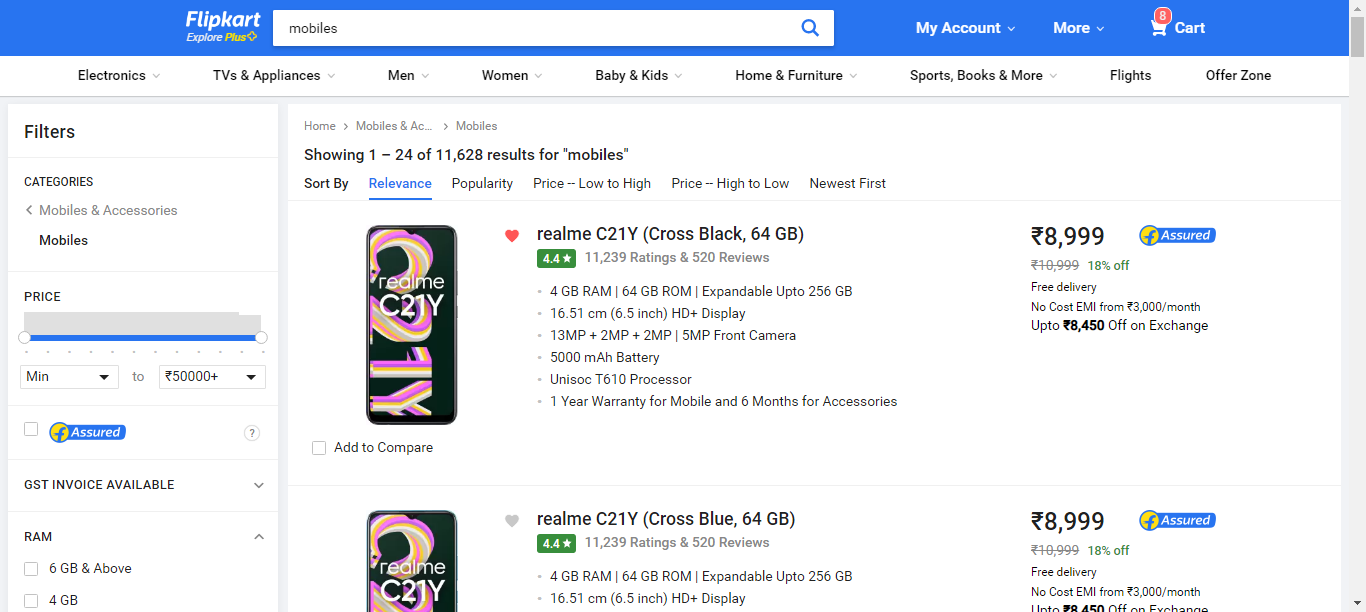 Flipkart
Explore Plus
mobiles
My Account
More
8
Cart
Electronics
TVs & Appliances
Men
Women
Baby & Kids
Home & Furniture
Sports, Books & More
Flights
Offer Zone
Filters
CATEGORIES
Mobiles & Accessories
Mobiles
PRICE
Min
to
₹50000+
Assured
?
GST INVOICE AVAILABLE
RAM
6 GB & Above
4 GB
Home
Mobiles & Ac...
Mobiles
Showing 1 – 24 of 11,628 results for "mobiles"
Sort By
Relevance
Popularity
Price -- Low to High
Price -- High to Low
Newest First
realme
C21Y
C21Y
Add to Compare
realme C21Y (Cross Black, 64 GB)
4.4 ★
11,239 Ratings & 520 Reviews
4 GB RAM | 64 GB ROM | Expandable Upto 256 GB
16.51 cm (6.5 inch) HD+ Display
13MP + 2MP + 2MP | 5MP Front Camera
5000 mAh Battery
Unisoc T610 Processor
1 Year Warranty for Mobile and 6 Months for Accessories
₹8,999
Assured
₹10,999 18% off
Free delivery
No Cost EMI from ₹3,000/month
Upto ₹8,450 Off on Exchange
realme
C21Y
realme C21Y (Cross Blue, 64 GB)
4.4 ★
11,239 Ratings & 520 Reviews
4 GB RAM | 64 GB ROM | Expandable Upto 256 GB
16.51 cm (6.5 inch) HD+ Display
₹8,999
Assured
₹10,999 18% off
Free delivery
No Cost EMI from ₹3,000/month
Upto ₹8,450 Off on Exchange